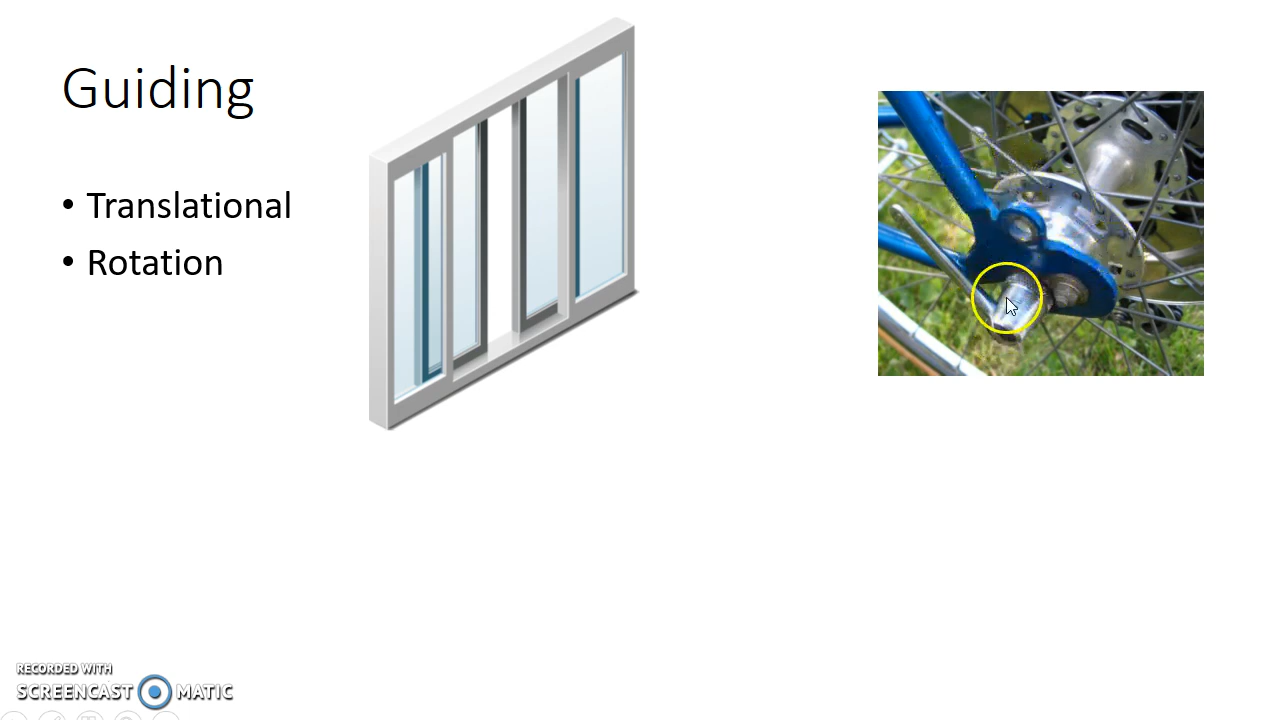 Guiding
• Translational
• Rotation
RECORDED WITH
SCREENCAST MATIC